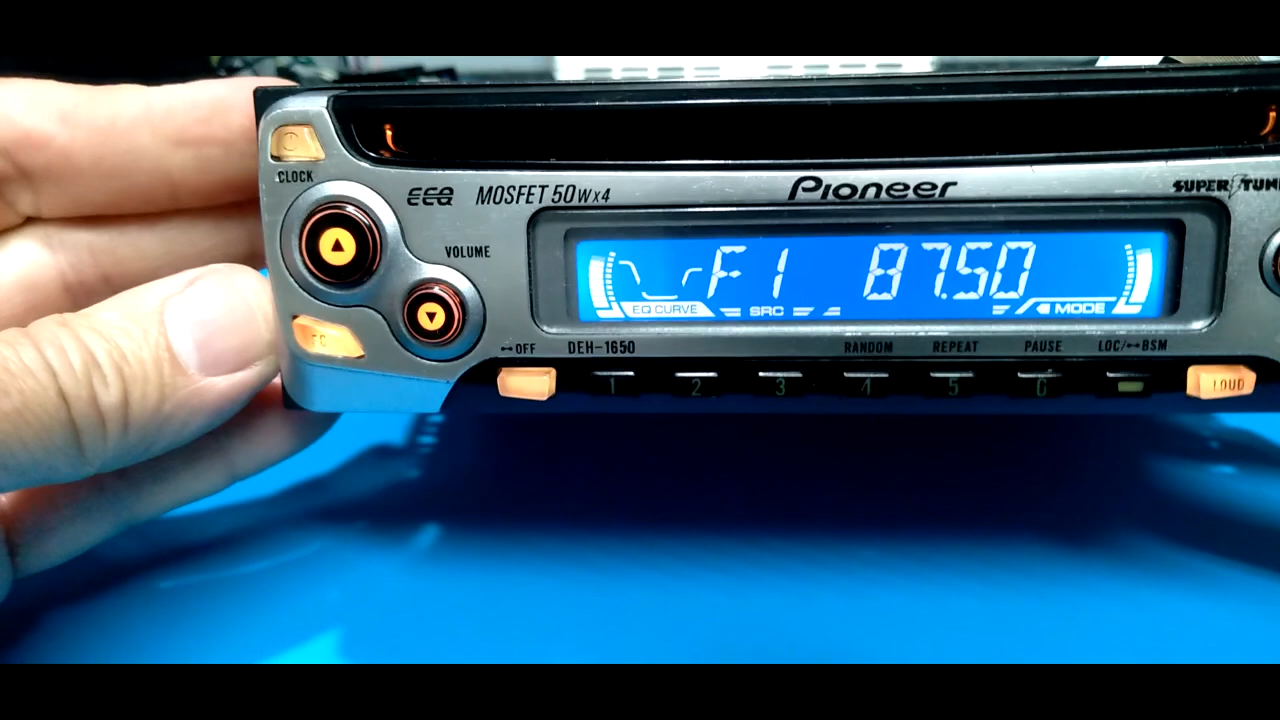 CLOCK
EEQ MOSFET 50Wx4 Pioneer SUPER TUN
VOLUME
F1 87.50
EQ CURVE SRC MODE
OFF DEH-1650 RANDOM REPEAT PAUSE LOC/ BSM
1 2 3 4 5 6 LOUD